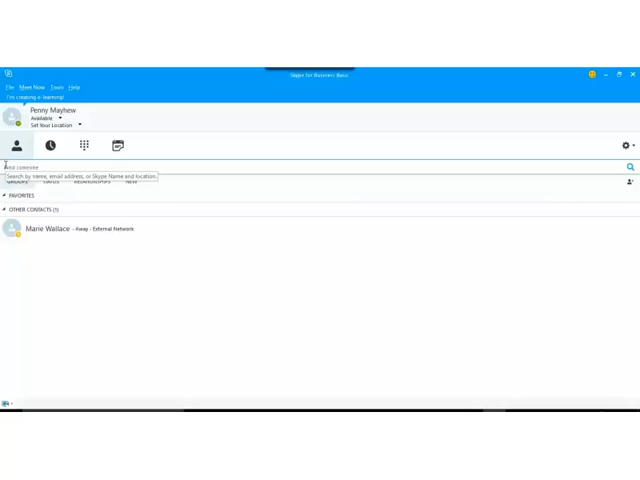 Skype for Business Basic
File Meet Now Tools Help
I'm creating e-learning!
Penny Mayhew
Available
Set Your Location
Find someone
Search by name, email address, or Skype Name and location.
GROUPS STATUS RELATIONSHIPS NEW
FAVORITES
OTHER CONTACTS (1)
Marie Wallace - Away - External Network